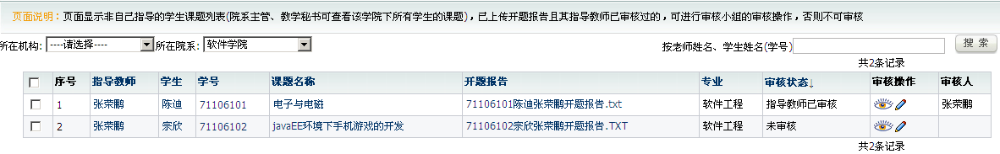 页面说明：页面显示非自己指导的学生课题列表(院系主管、教学秘书可查看该学院下所有学生的课题)，已上传开题报告且其指导教师已审核过的，可进行审核小组的审核操作，否则不可审核
所在机构: ----请选择---- 所在院系: 软件学院 按老师姓名、学生姓名(学号) 搜 索
共2条记录
序号 指导教师 学生 学号 课题名称 开题报告 专业 审核状态↓ 审核操作 审核人
1 张荣鹏 陈迪 71106101 电子与电磁 71106101陈迪张荣鹏开题报告.txt 软件工程 指导教师已审核 张荣鹏
2 张荣鹏 宗欣 71106102 javaEE环境下手机游戏的开发 71106102宗欣张荣鹏开题报告.TXT 软件工程 未审核
共2条记录